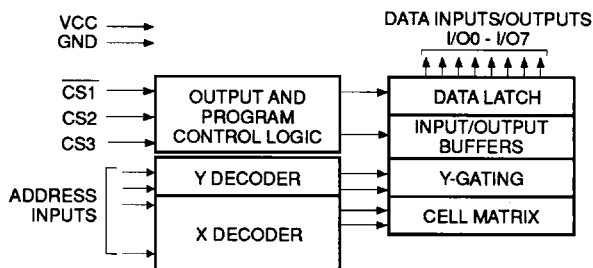 VCC
GND
DATA INPUTS/OUTPUTS
I/O0 - I/O7
C̅S̅1̅
CS2
CS3
OUTPUT AND
PROGRAM
CONTROL LOGIC
DATA LATCH
INPUT/OUTPUT
BUFFERS
ADDRESS
INPUTS
Y DECODER
Y-GATING
X DECODER
CELL MATRIX